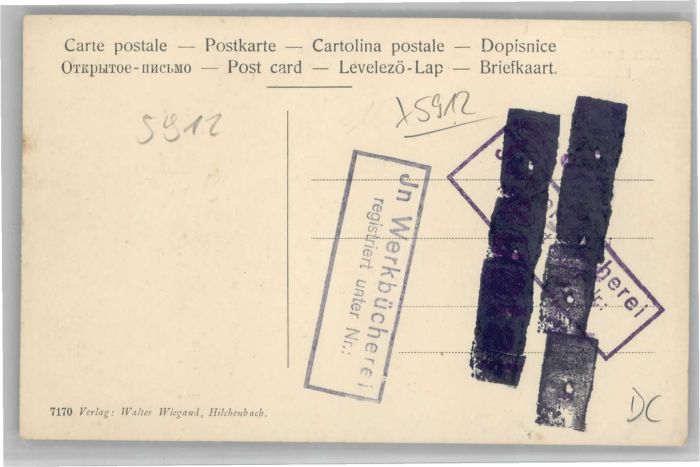 Carte postale — Postkarte — Cartolina postale — Dopisnice
Открытое-письмо — Post card — Levelezö-Lap — Briefkaart.
5912
X5912
Jn Werkbücherei
registriert unter Nr.:
cherei
Nr.:
7170 Verlag: Walter Wiegand, Hilchenbach.
DC